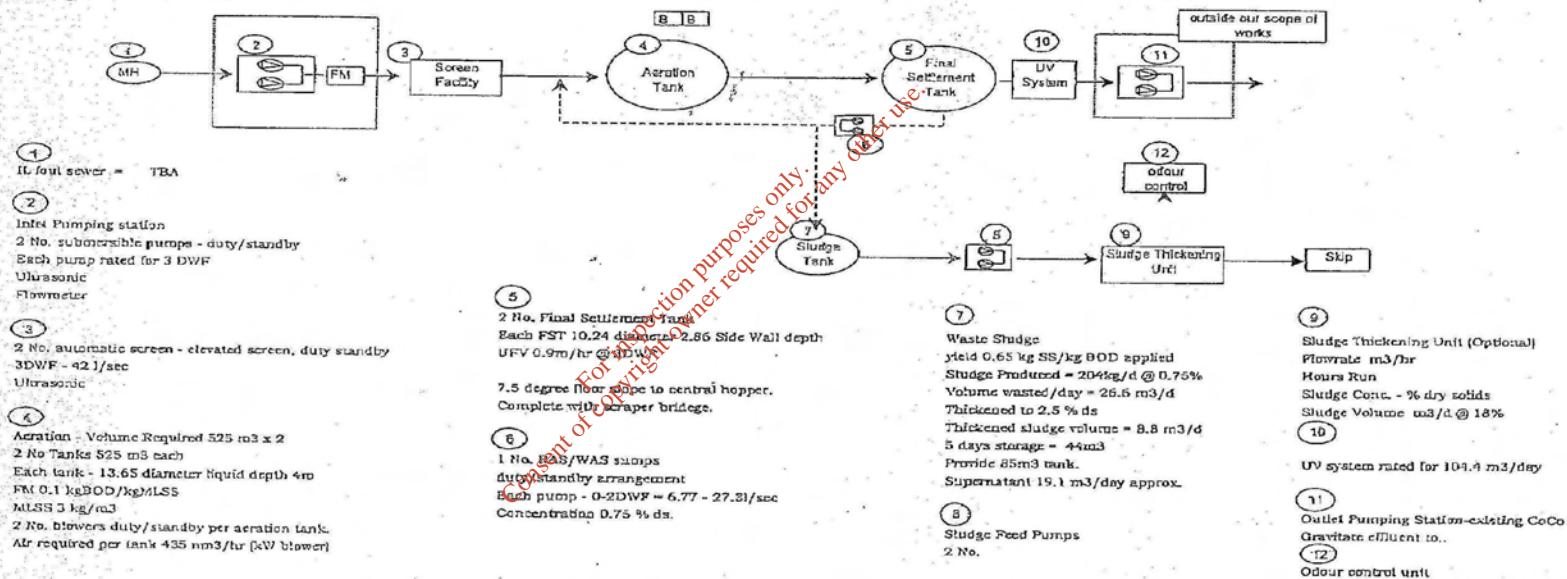 B B
outside our scope of
works
1
MH
2
FM
3
Screen
Facility
4
Aeration
Tank
5
Final
Settlement
Tank
10
UV
System
11
6
12
odour
control
7
Sludge
Tank
8
9
Sludge Thickening
Unit
Skip
1
IL foul sewer = TBA
2
Inlet Pumping station
2 No. submersible pumps - duty/standby
Each pump rated for 3 DWF
Ultrasonic
Flowmeter
3
2 No. automatic screen - elevated screen, duty standby
3DWF - 42 l/sec
Ultrasonic
4
Aeration - Volume Required 525 m3 x 2
2 No Tanks 525 m3 each
Each tank - 13.65 diameter liquid depth 4m
FM 0.1 kgBOD/kgMLSS
MLSS 3 kg/m3
2 No. blowers duty/standby per aeration tank.
Air required per tank 435 nm3/hr (kW blower)
5
2 No. Final Settlement Tank
Each FST 10.24 diameter 2.86 Side Wall depth
UFV 0.9m/hr @
7.5 degree floor slope to central hopper.
Complete with scraper bridege.
6
1 No. RAS/WAS sumps
duty/standby arrangement
Each pump - 0-2DWF = 6.77 - 27.2l/sec
Concentration 0.75 % ds.
7
Waste Sludge
yield 0.65 kg SS/kg BOD applied
Sludge Produced = 204kg/d @ 0.75%
Volume wasted/day = 26.6 m3/d
Thickened to 2.5 % ds
Thickened sludge volume = 8.8 m3/d
5 days storage = 44m3
Provide 85m3 tank.
Supernatant 19.1 m3/day approx.
8
Sludge Feed Pumps
2 No.
9
Sludge Thickening Unit (Optional)
Flowrate m3/hr
Hours Run
Sludge Conc. - % dry solids
Sludge Volume m3/d @ 18%
10
UV system rated for 104.4 m3/day
11
Outlet Pumping Station-existing CoCo
Gravitate effluent to..
12
Odour control unit
For inspection purposes only.
Consent of copyright owner required for any other use.